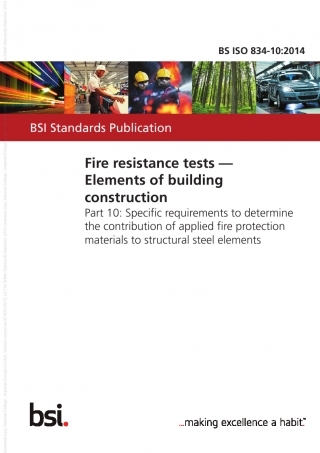 BS ISO 834-10:2014
BSI Standards Publication
Fire resistance tests —
Elements of building
construction
Part 10: Specific requirements to determine
the contribution of applied fire protection
materials to structural steel elements
bsi.
...making excellence a habit.™